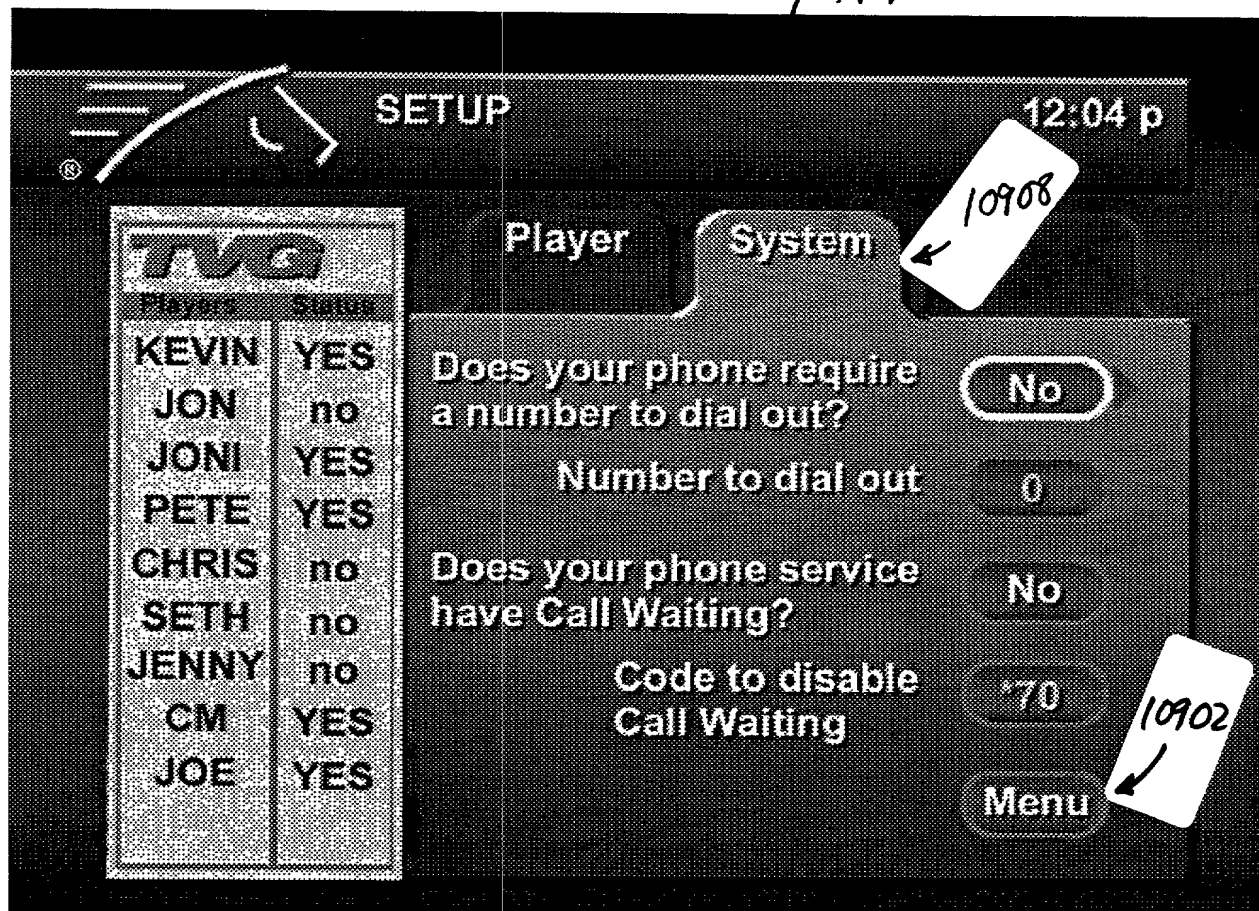 SETUP
12:04 p
®
10908
Player
System
TVG
Players Status
KEVIN YES
JON no
JONI YES
PETE YES
CHRIS no
SETH no
JENNY no
CM YES
JOE YES
Does your phone require
a number to dial out?
No
Number to dial out
0
Does your phone service
have Call Waiting?
No
Code to disable
Call Waiting
*70
10902
Menu